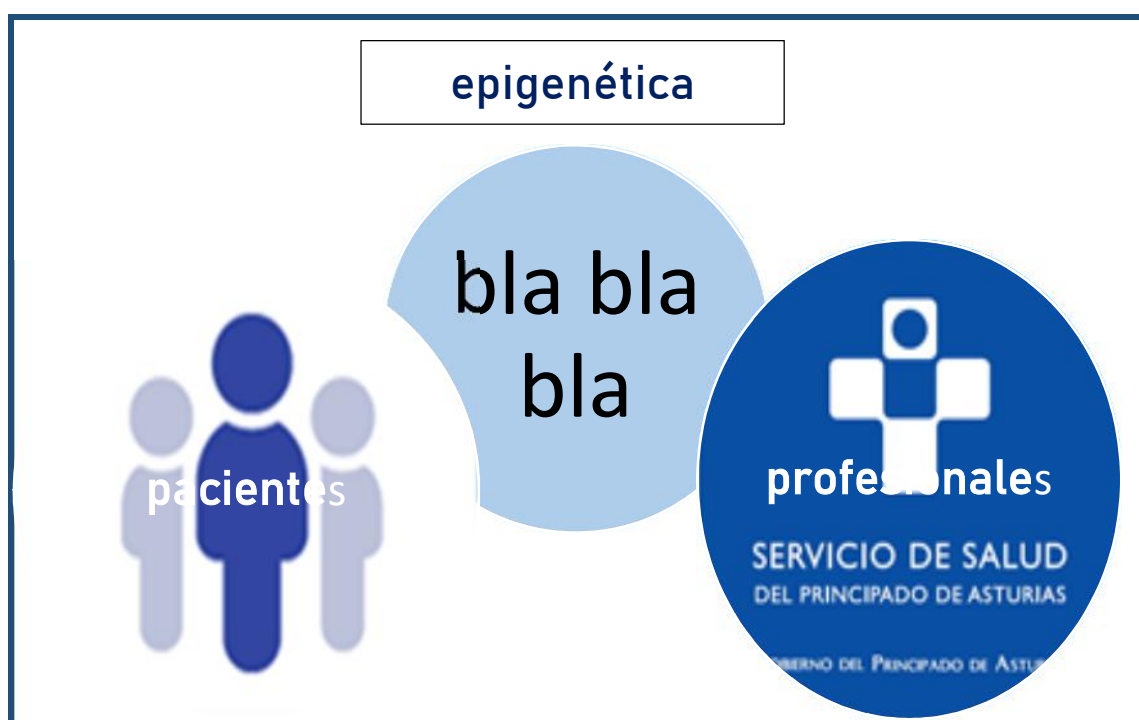 epigenética
bla bla
bla
pacientes
profesionales
SERVICIO DE SALUD
DEL PRINCIPADO DE ASTURIAS
DEL PRINCIPADO DE